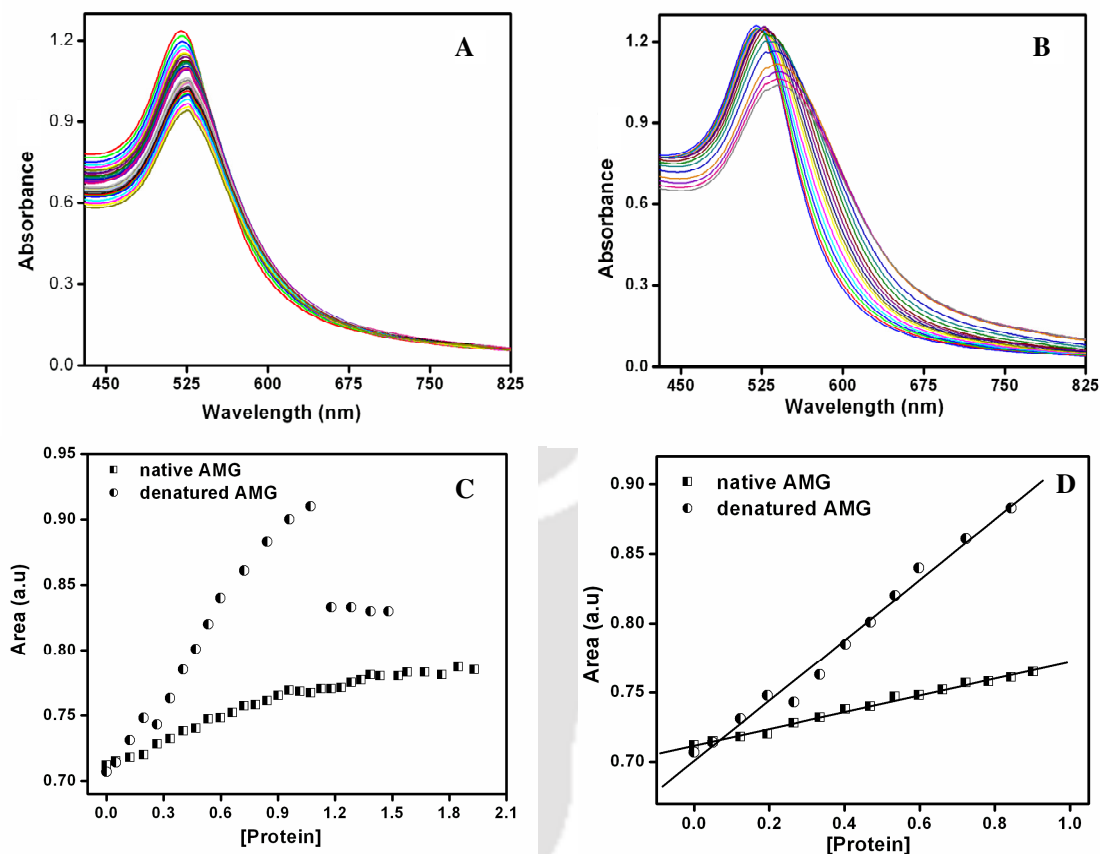 A
1.2
0.9
0.6
0.3
0.0
Absorbance
450 525 600 675 750 825
Wavelength (nm)
B
1.2
0.9
0.6
0.3
0.0
Absorbance
450 525 600 675 750 825
Wavelength (nm)
C
native AMG
denatured AMG
0.95
0.90
0.85
0.80
0.75
0.70
Area (a.u)
0.0 0.3 0.6 0.9 1.2 1.5 1.8 2.1
[Protein]
D
native AMG
denatured AMG
0.90
0.85
0.80
0.75
0.70
Area (a.u)
0.0 0.2 0.4 0.6 0.8 1.0
[Protein]